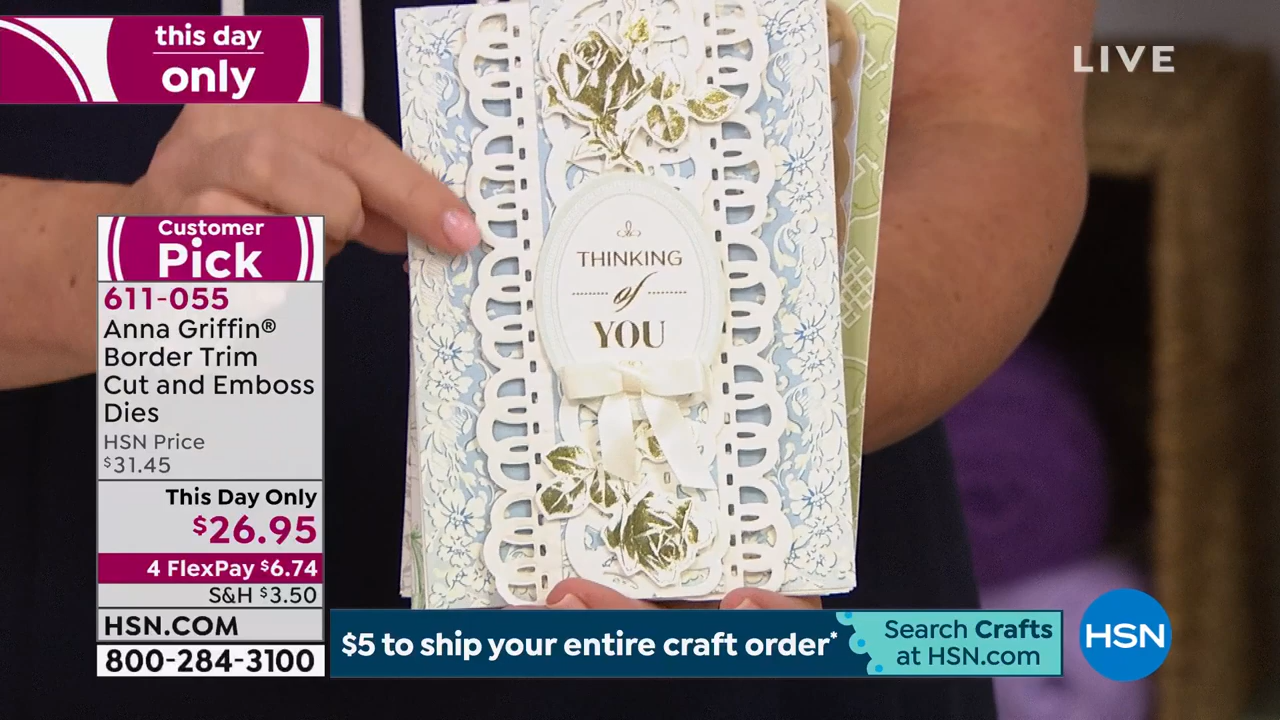 this day
only
LIVE
Customer
Pick
611-055
Anna Griffin®
Border Trim
Cut and Emboss
Dies
HSN Price
$31.45
This Day Only
$26.95
4 FlexPay $6.74
S&H $3.50
HSN.COM
800-284-3100
THINKING
of
YOU
$5 to ship your entire craft order*
Search Crafts
at HSN.com
HSN